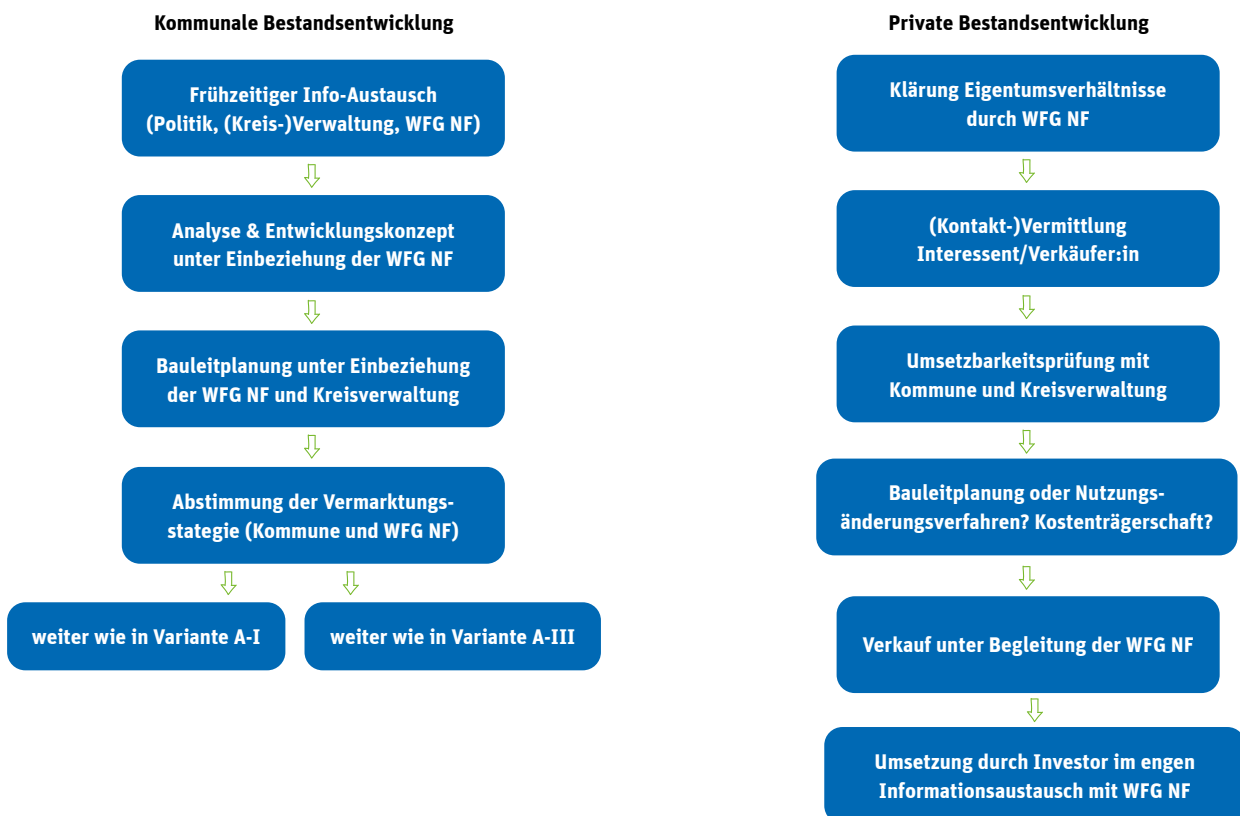 Kommunale Bestandsentwicklung
Frühzeitiger Info-Austausch
(Politik, (Kreis-)Verwaltung, WFG NF)
Analyse & Entwicklungskonzept
unter Einbeziehung der WFG NF
Bauleitplanung unter Einbeziehung
der WFG NF und Kreisverwaltung
Abstimmung der Vermarktungs-
stategie (Kommune und WFG NF)
weiter wie in Variante A-I
weiter wie in Variante A-III
Private Bestandsentwicklung
Klärung Eigentumsverhältnisse
durch WFG NF
(Kontakt-)Vermittlung
Interessent/Verkäufer:in
Umsetzbarkeitsprüfung mit
Kommune und Kreisverwaltung
Bauleitplanung oder Nutzungs-
änderungsverfahren? Kostenträgerschaft?
Verkauf unter Begleitung der WFG NF
Umsetzung durch Investor im engen
Informationsaustausch mit WFG NF